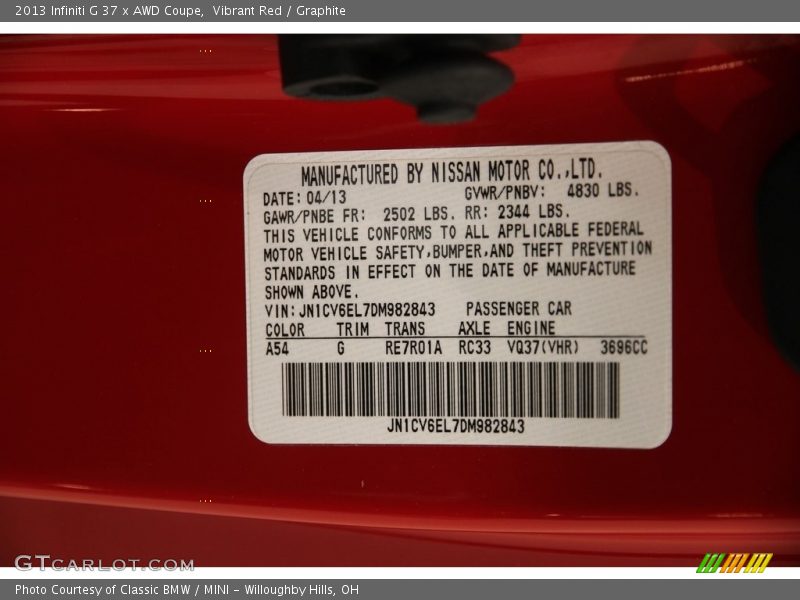 2013 Infiniti G 37 x AWD Coupe, Vibrant Red / Graphite
MANUFACTURED BY NISSAN MOTOR CO.,LTD.
DATE: 04/13 GVWR/PNBV: 4830 LBS.
GAWR/PNBE FR: 2502 LBS. RR: 2344 LBS.
THIS VEHICLE CONFORMS TO ALL APPLICABLE FEDERAL
MOTOR VEHICLE SAFETY,BUMPER,AND THEFT PREVENTION
STANDARDS IN EFFECT ON THE DATE OF MANUFACTURE
SHOWN ABOVE.
VIN: JN1CV6EL7DM982843 PASSENGER CAR
COLOR TRIM TRANS AXLE ENGINE
A54 G RE7R01A RC33 VQ37(VHR) 3696CC
JN1CV6EL7DM982843
GTCARLOT.COM
Photo Courtesy of Classic BMW / MINI - Willoughby Hills, OH